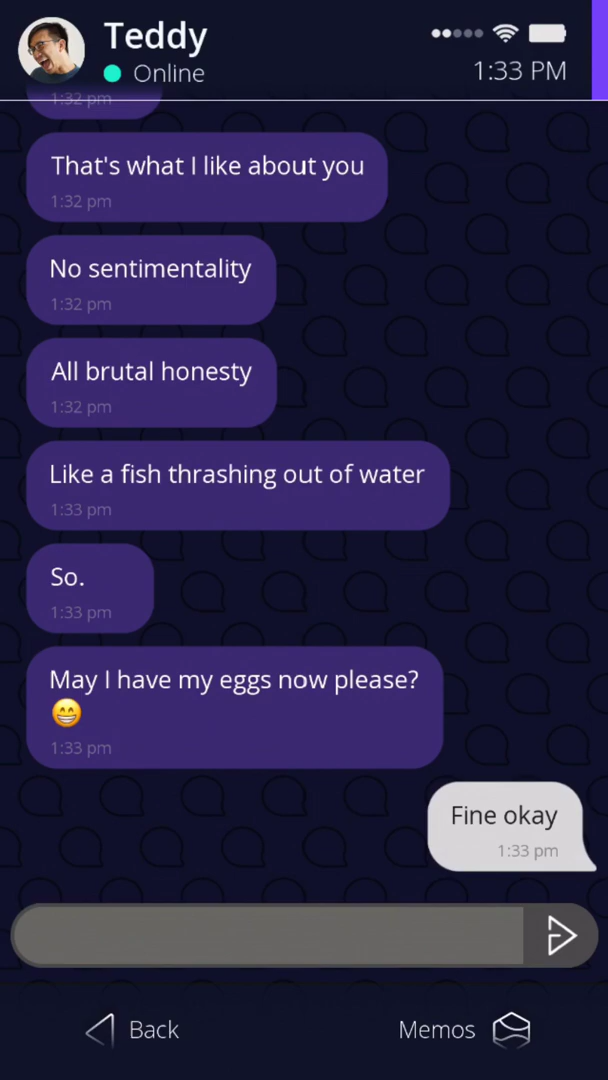 Teddy
Online
1:33 PM
1:32 pm
That's what I like about you
1:32 pm
No sentimentality
1:32 pm
All brutal honesty
1:32 pm
Like a fish thrashing out of water
1:33 pm
So.
1:33 pm
May I have my eggs now please?
😁
1:33 pm
Fine okay
1:33 pm
Back
Memos